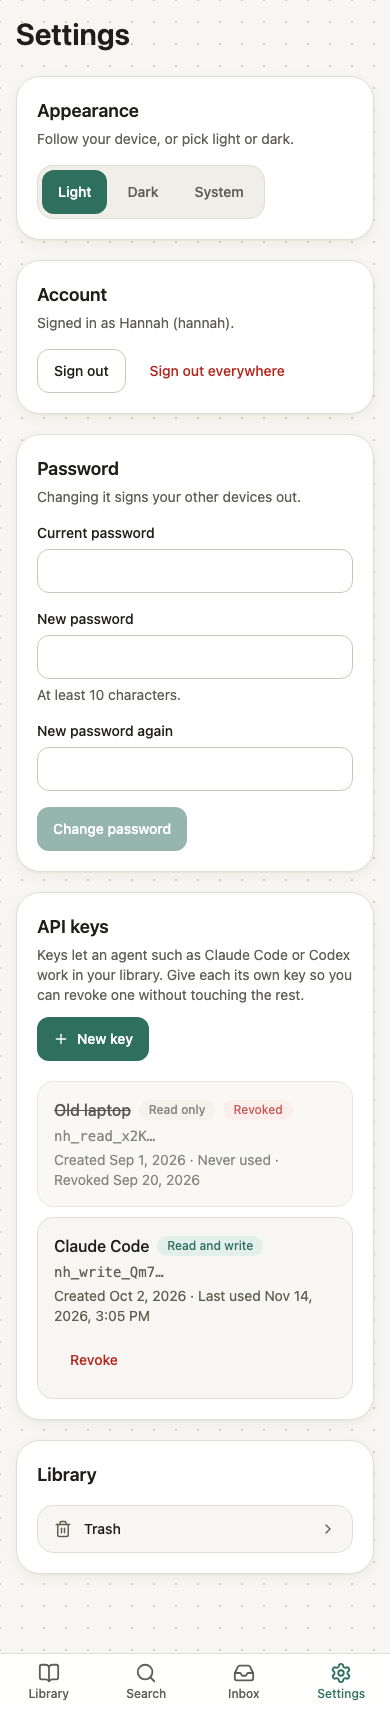 Settings
Appearance
Follow your device, or pick light or dark.
Light Dark System
Account
Signed in as Hannah (hannah).
Sign out Sign out everywhere
Password
Changing it signs your other devices out.
Current password
New password
At least 10 characters.
New password again
Change password
API keys
Keys let an agent such as Claude Code or Codex
work in your library. Give each its own key so you
can revoke one without touching the rest.
+ New key
Old laptop Read only Revoked
nh_read_x2K…
Created Sep 1, 2026 · Never used ·
Revoked Sep 20, 2026
Claude Code Read and write
nh_write_Qm7…
Created Oct 2, 2026 · Last used Nov 14,
2026, 3:05 PM
Revoke
Library
Trash
Library Search Inbox Settings